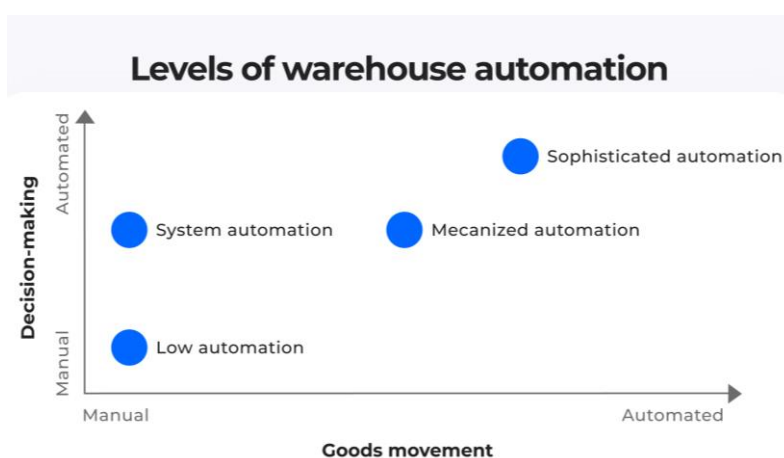 Levels of warehouse automation
Automated
Decision-making
Manual
Sophisticated automation
System automation
Mecanized automation
Low automation
Manual
Automated
Goods movement